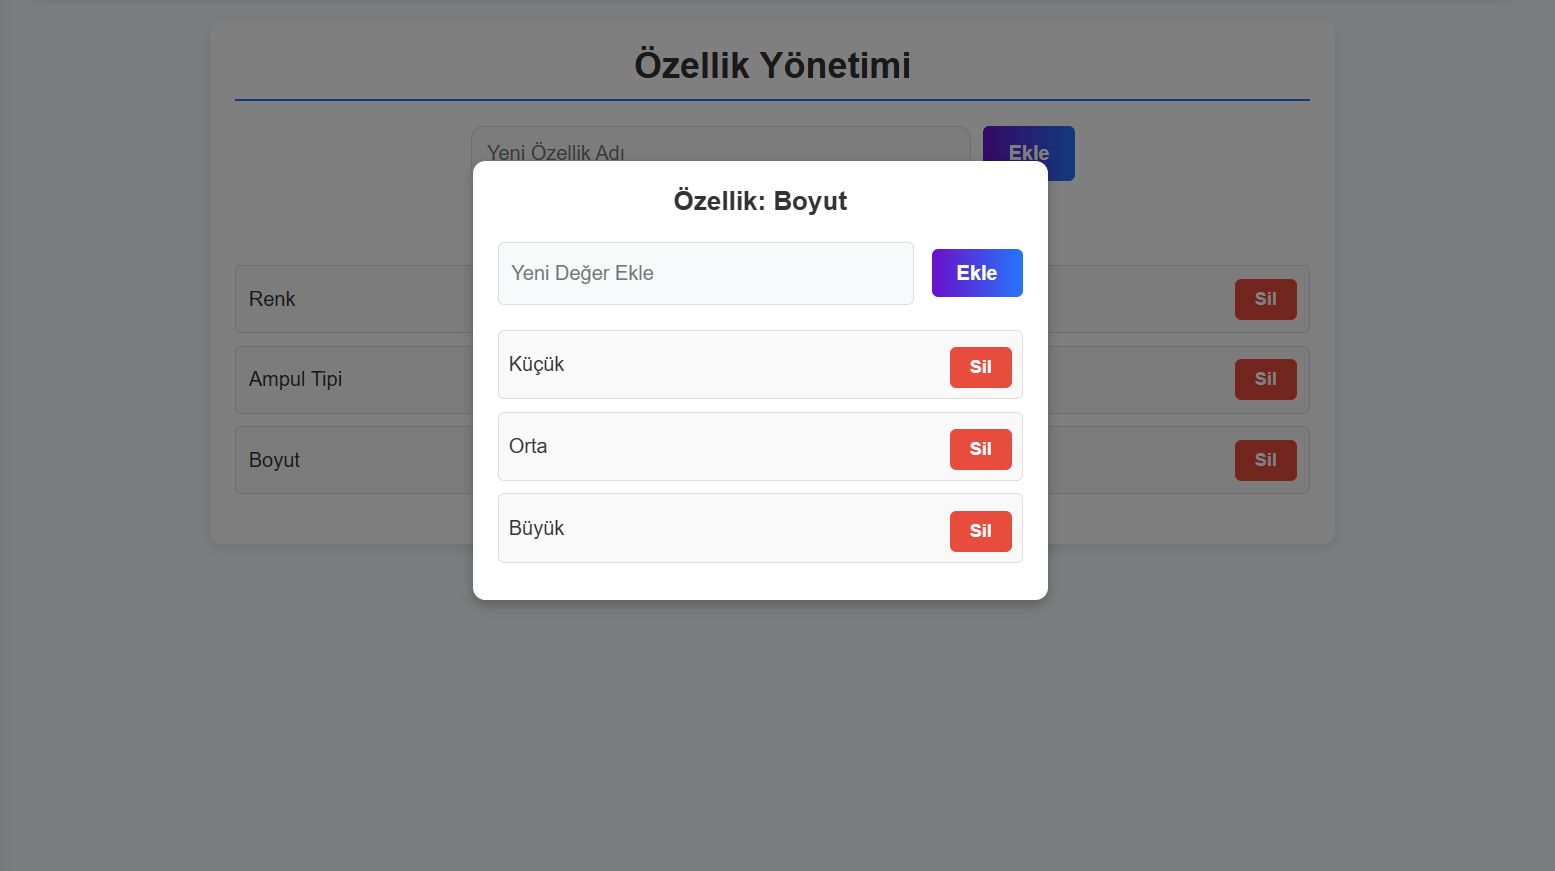 Özellik Yönetimi
Yeni Özellik Adı
Ekle
Özellik: Boyut
Yeni Değer Ekle
Ekle
Küçük
Sil
Orta
Sil
Büyük
Sil
Renk
Sil
Ampul Tipi
Sil
Boyut
Sil